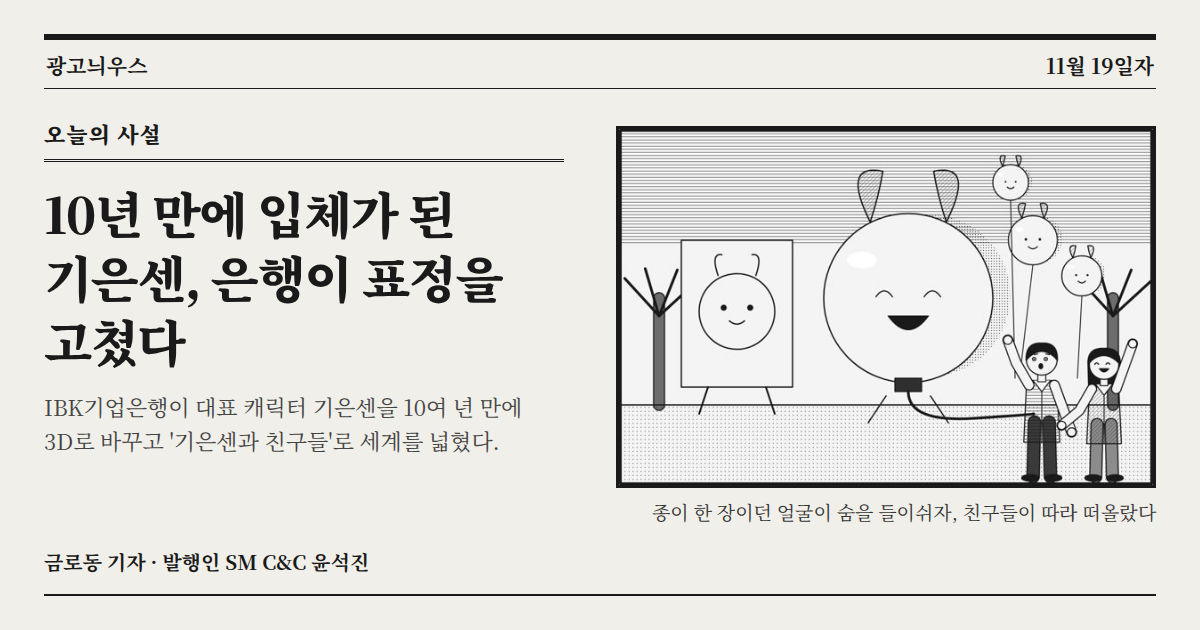 광고늬우스
11월 19일자
오늘의 사설
10년 만에 입체가 된
기은센, 은행이 표정을
고쳤다
IBK기업은행이 대표 캐릭터 기은센을 10여 년 만에
3D로 바꾸고 '기은센과 친구들'로 세계를 넓혔다.
종이 한 장이던 얼굴이 숨을 들이쉬자, 친구들이 따라 떠올랐다
금로동 기자 · 발행인 SM C&C 윤석진